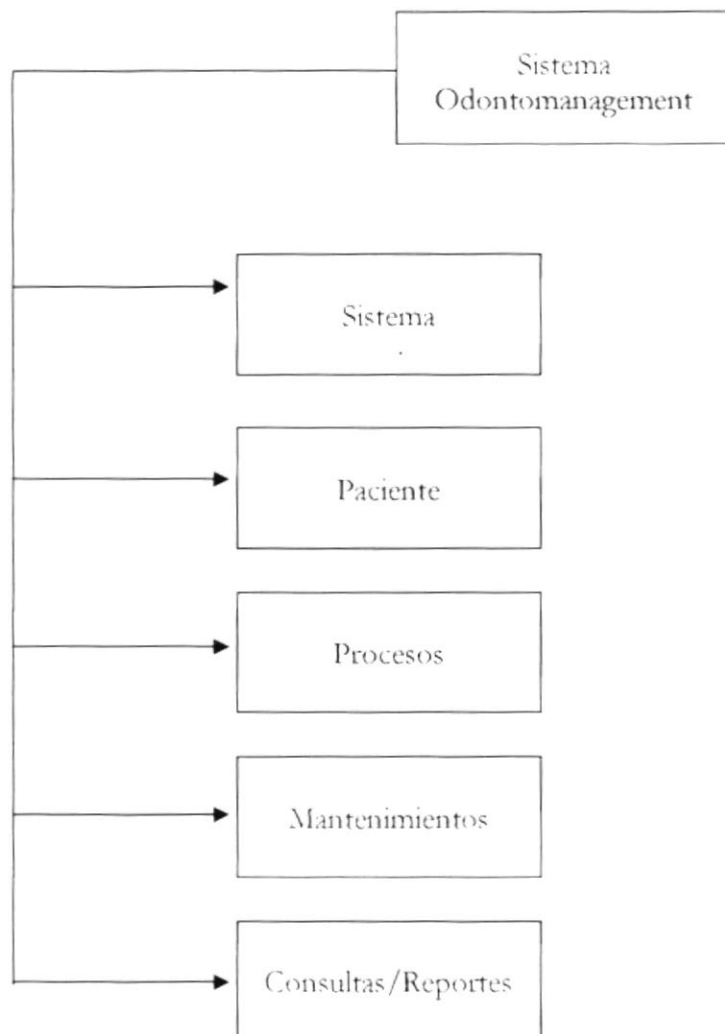 Sistema
Odontomanagement
Sistema
Paciente
Procesos
Mantenimientos
Consultas/Reportes